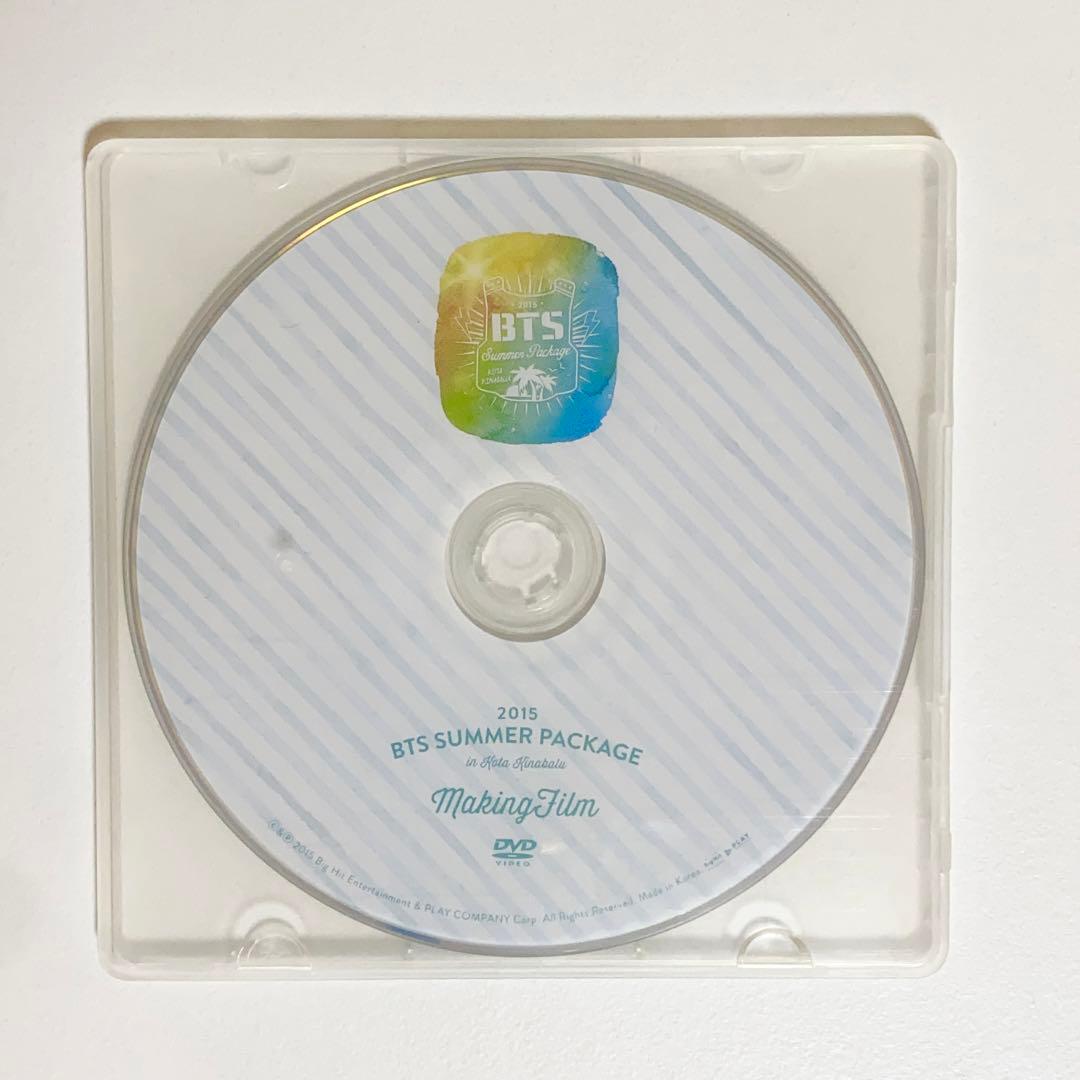 • 2015 •
BTS
Summer Package
KOTA
KINABALU
2015
BTS SUMMER PACKAGE
in Kota Kinabalu
Making Film
DVD
VIDEO
©&℗ 2015 Big Hit Entertainment & PLAY COMPANY Corp. All Rights Reserved. Made in Korea. PLAY